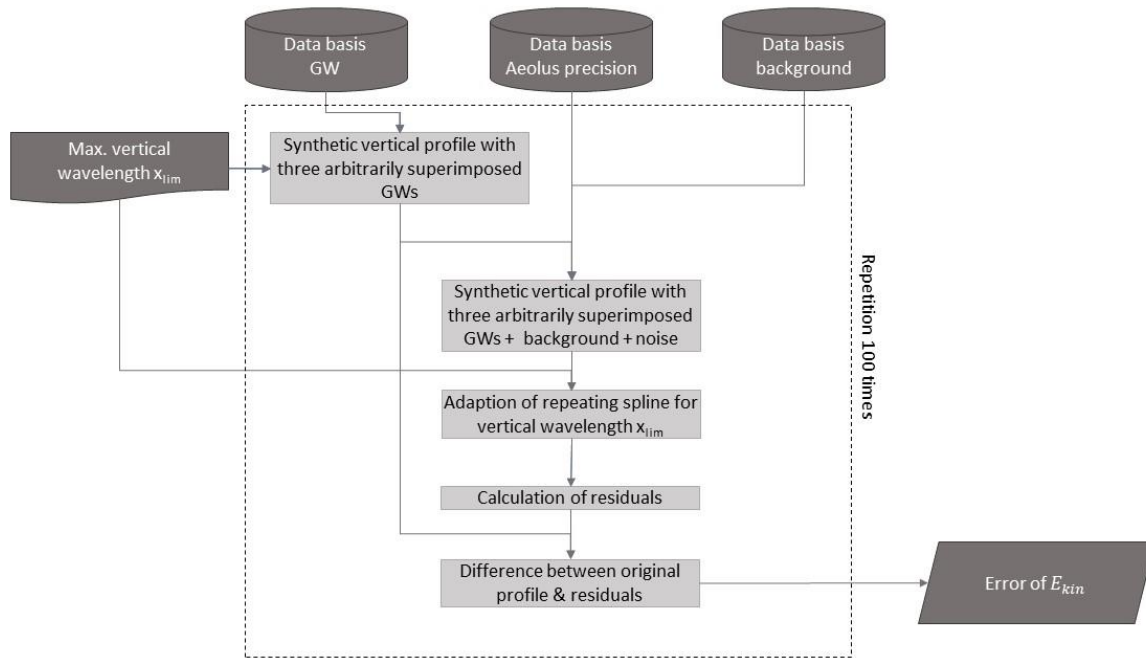 Data basis
GW
Data basis
Aeolus precision
Data basis
background
Max. vertical
wavelength x_lim
Synthetic vertical profile with
three arbitrarily superimposed
GWs
Repetition 100 times
Synthetic vertical profile with
three arbitrarily superimposed
GWs + background + noise
Adaption of repeating spline for
vertical wavelength x_lim
Calculation of residuals
Difference between original
profile & residuals
Error of E_kin